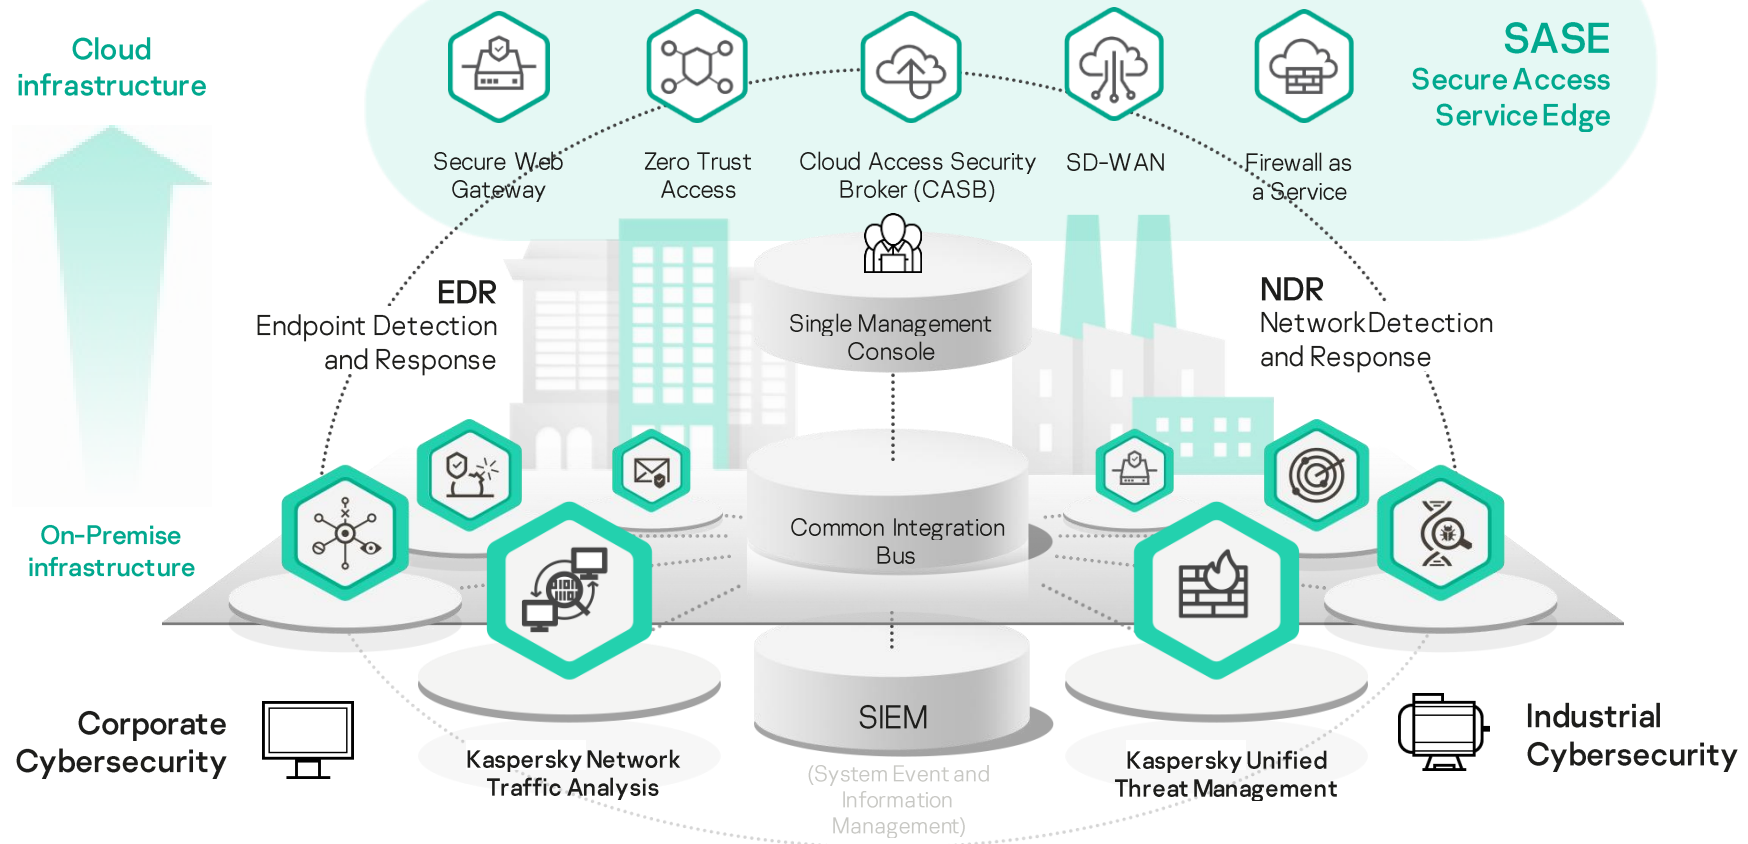 Cloud
infrastructure
SASE
Secure Access
Service Edge
Secure Web
Gateway
Zero Trust
Access
Cloud Access Security
Broker (CASB)
SD-WAN
Firewall as
a Service
EDR
Endpoint Detection
and Response
NDR
Network Detection
and Response
Single Management
Console
Common Integration
Bus
On-Premise
infrastructure
SIEM
(System Event and
Information
Management)
Corporate
Cybersecurity
Kaspersky Network
Traffic Analysis
Kaspersky Unified
Threat Management
Industrial
Cybersecurity